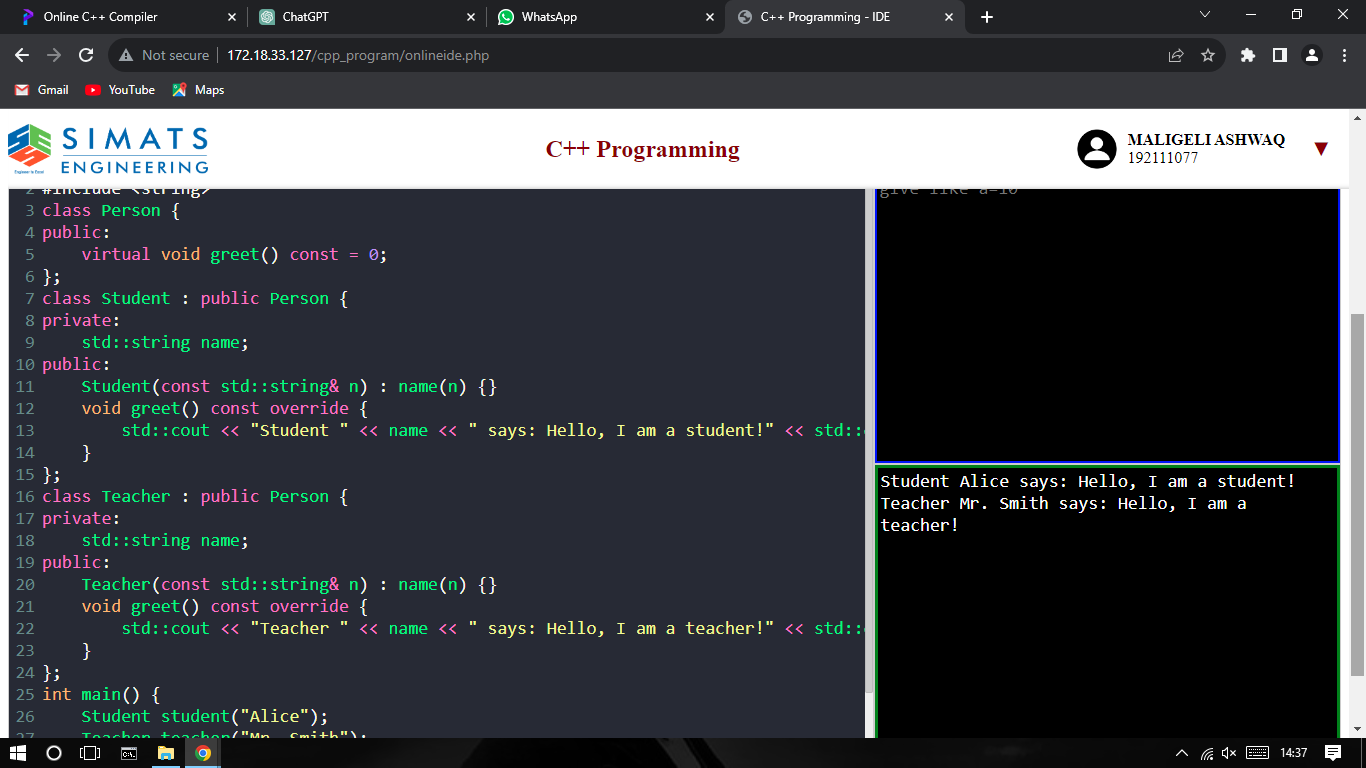 Online C++ Compiler
ChatGPT
WhatsApp
C++ Programming - IDE
Not secure
172.18.33.127/cpp_program/onlineide.php
Gmail
YouTube
Maps
SIMATS
ENGINEERING
Engineer to Excel
C++ Programming
MALIGELI ASHWAQ
192111077
2 #include <string>
3 class Person {
4 public:
5     virtual void greet() const = 0;
6 };
7 class Student : public Person {
8 private:
9     std::string name;
10 public:
11     Student(const std::string& n) : name(n) {}
12     void greet() const override {
13         std::cout << "Student " << name << " says: Hello, I am a student!" << std::
14     }
15 };
16 class Teacher : public Person {
17 private:
18     std::string name;
19 public:
20     Teacher(const std::string& n) : name(n) {}
21     void greet() const override {
22         std::cout << "Teacher " << name << " says: Hello, I am a teacher!" << std::
23     }
24 };
25 int main() {
26     Student student("Alice");
27     Teacher teacher("Mr. Smith");
give like a=10
Student Alice says: Hello, I am a student!
Teacher Mr. Smith says: Hello, I am a
teacher!
14:37